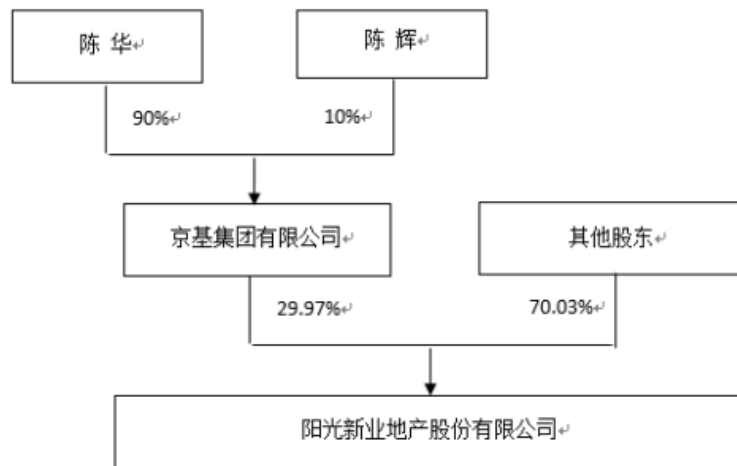 陈 华
陈 辉
90%
10%
京基集团有限公司
其他股东
29.97%
70.03%
阳光新业地产股份有限公司